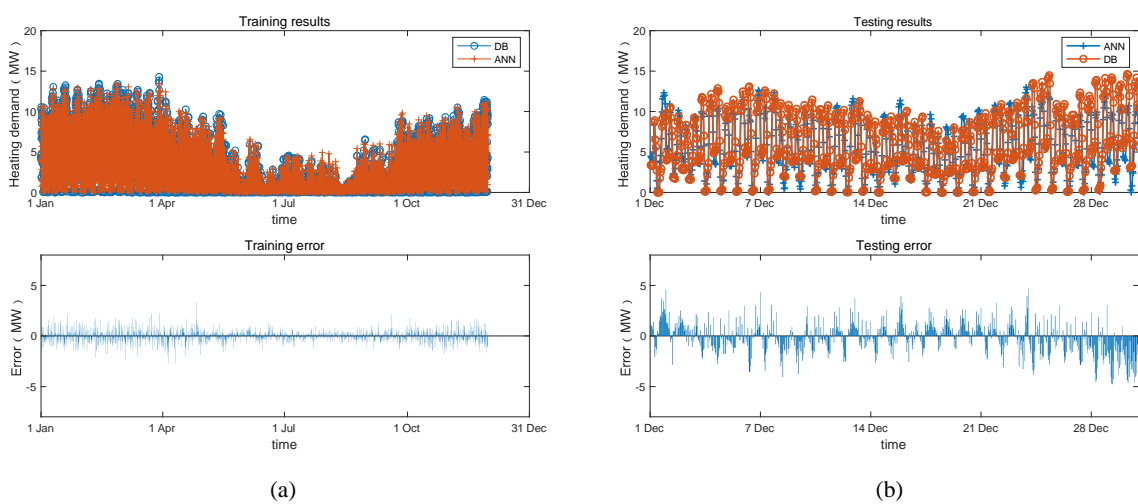 Training results
20
15
10
5
0
Heating demand（MW）
DB
ANN
1 Jan
1 Apr
1 Jul
1 Oct
31 Dec
time
Training error
5
0
-5
Error（MW）
1 Jan
1 Apr
1 Jul
1 Oct
31 Dec
time
(a)
Testing results
20
15
10
5
0
Heating demand（MW）
ANN
DB
1 Dec
7 Dec
14 Dec
21 Dec
28 Dec
time
Testing error
5
0
-5
Error（MW）
1 Dec
7 Dec
14 Dec
21 Dec
28 Dec
time
(b)